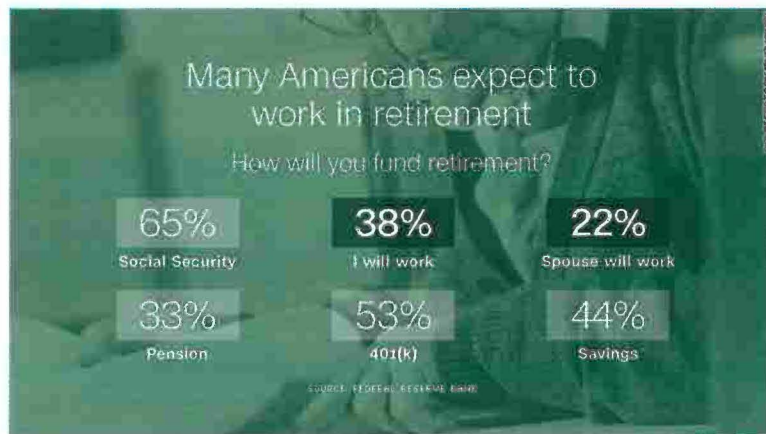 Many Americans expect to
work in retirement
How will you fund retirement?
65% 38% 22%
Social Security I will work Spouse will work
33% 53% 44%
Pension 401(k) Savings
SOURCE: FEDERAL RESERVE BANK